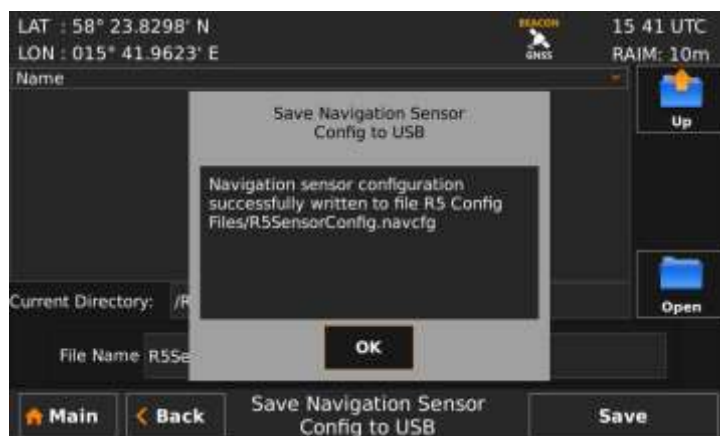 LAT : 58° 23.8298' N
LON : 015° 41.9623' E
BEACON
GNSS
15 41 UTC
RAIM: 10m
Name
Up
Save Navigation Sensor
Config to USB
Navigation sensor configuration
successfully written to file R5 Config
Files/R5SensorConfig.navcfg
Current Directory: /R
Open
OK
File Name R5Se
Main
Back
Save Navigation Sensor
Config to USB
Save